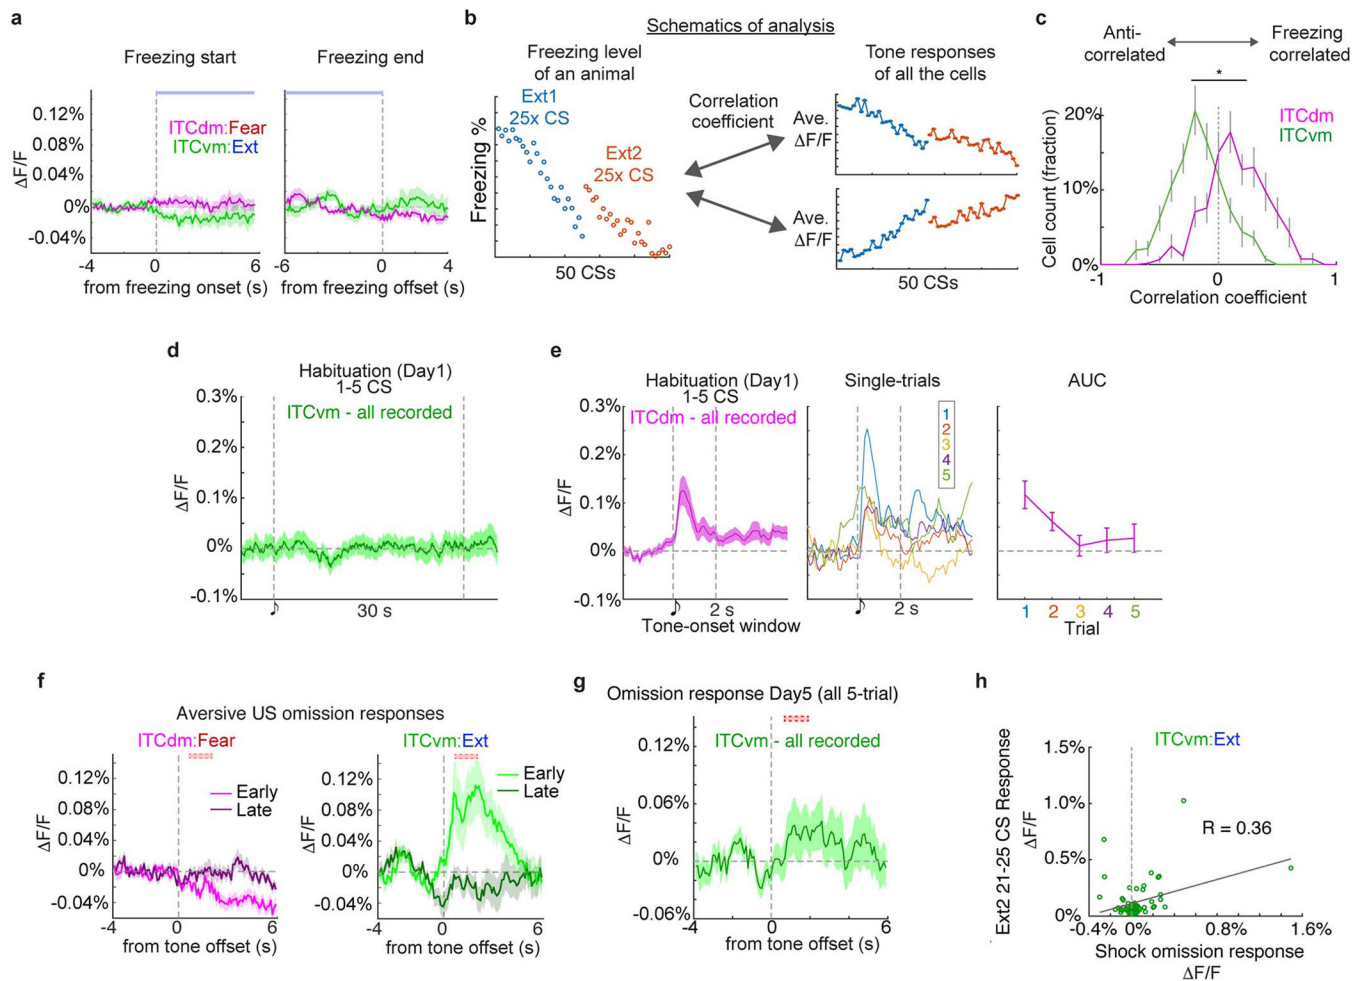 a
Freezing start
Freezing end
0.12%
0.08%
0.04%
0%
-0.04%
ΔF/F
ITCdm:Fear
ITCvm:Ext
-4
0
6
from freezing onset (s)
-6
0
4
from freezing offset (s)
b
Schematics of analysis
Freezing level
of an animal
Ext1
25x CS
Ext2
25x CS
Freezing %
50 CSs
Correlation
coefficient
Tone responses
of all the cells
Ave.
ΔF/F
Ave.
ΔF/F
50 CSs
c
Anti-
correlated
Freezing
correlated
*
ITCdm
ITCvm
20%
10%
0%
Cell count (fraction)
-1
0
1
Correlation coefficient
d
Habituation (Day1)
1-5 CS
ITCvm - all recorded
0.3%
0.2%
0.1%
0%
-0.1%
ΔF/F
30 s
e
Habituation (Day1)
1-5 CS
ITCdm - all recorded
0.3%
0.2%
0.1%
0%
-0.1%
ΔF/F
2 s
Tone-onset window
Single-trials
1
2
3
4
5
2 s
AUC
1 2 3 4 5
Trial
f
Aversive US omission responses
ITCdm:Fear
Early
Late
0.12%
0.08%
0.04%
0%
-0.04%
ΔF/F
-4
0
6
from tone offset (s)
ITCvm:Ext
Early
Late
0.12%
0.08%
0.04%
0%
-0.04%
ΔF/F
-4
0
6
from tone offset (s)
g
Omission response Day5 (all 5-trial)
ITCvm - all recorded
0.12%
0.06%
0%
-0.06%
ΔF/F
-4
0
6
from tone offset (s)
h
ITCvm:Ext
R = 0.36
1.5%
1.0%
0.5%
0%
Ext2 21-25 CS Response
ΔF/F
-0.4%
0%
0.8%
1.6%
Shock omission response
ΔF/F